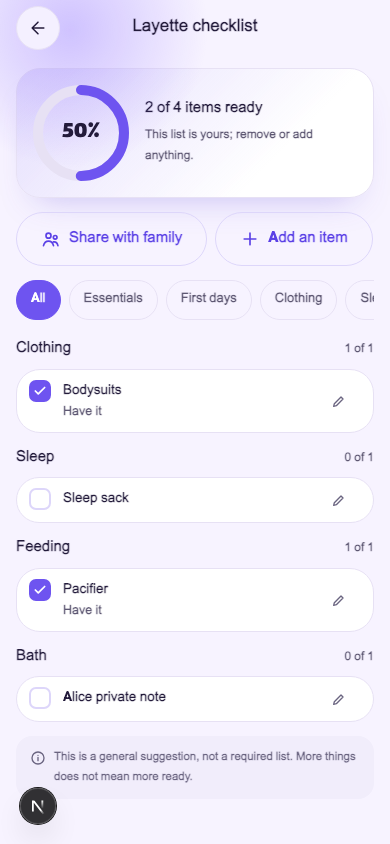 Layette checklist
50%
2 of 4 items ready
This list is yours; remove or add
anything.
Share with family
Add an item
All
Essentials
First days
Clothing
Sle
Clothing
1 of 1
Bodysuits
Have it
Sleep
0 of 1
Sleep sack
Feeding
1 of 1
Pacifier
Have it
Bath
0 of 1
Alice private note
This is a general suggestion, not a required list. More things
does not mean more ready.
N